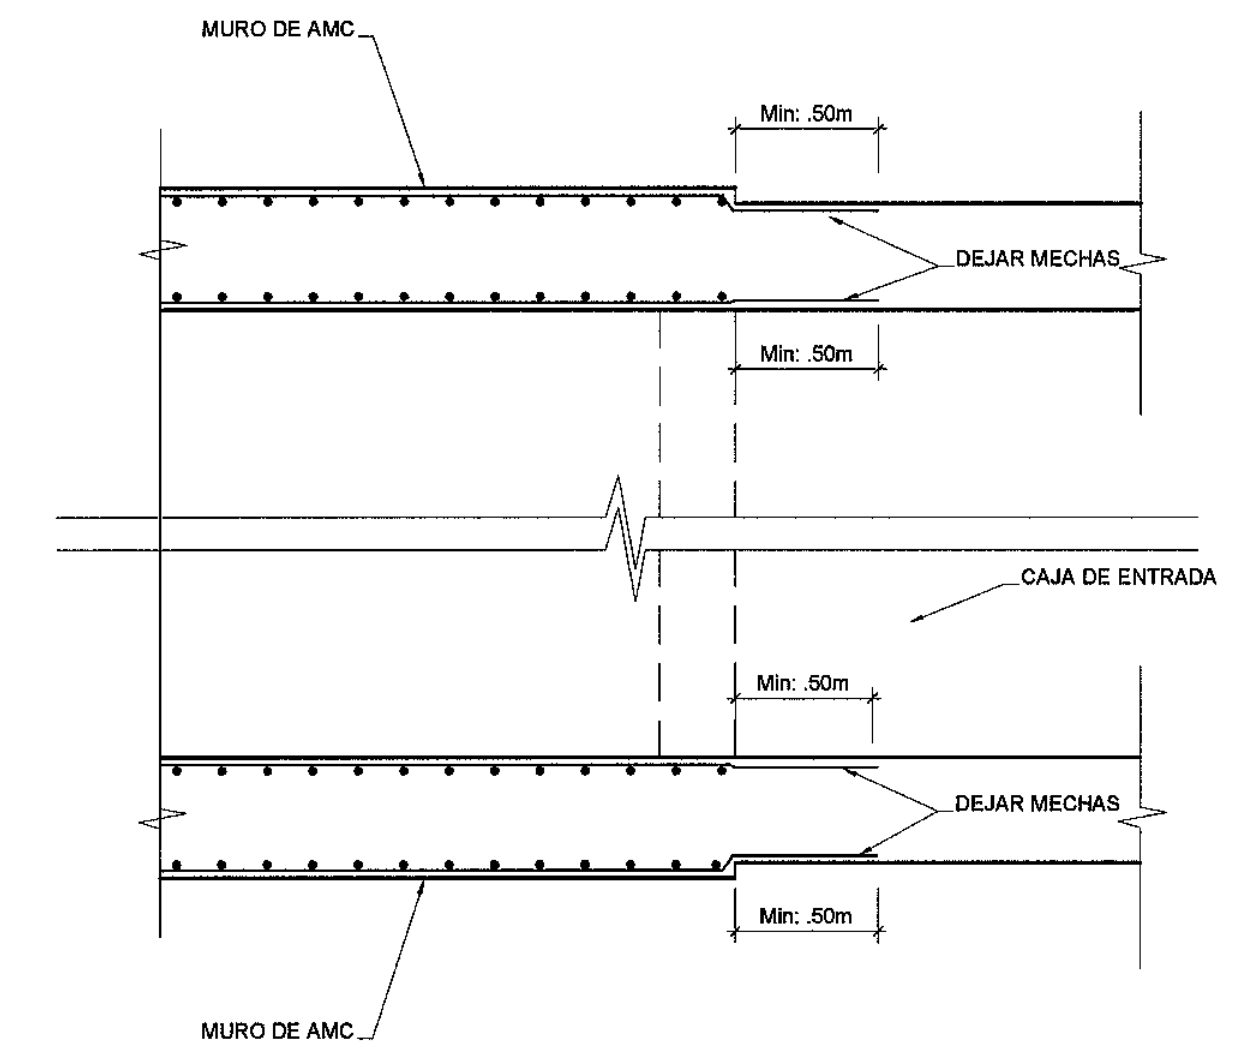 MURO DE AMC
Min: .50m
DEJAR MECHAS
Min: .50m
CAJA DE ENTRADA
Min: .50m
DEJAR MECHAS
Min: .50m
MURO DE AMC